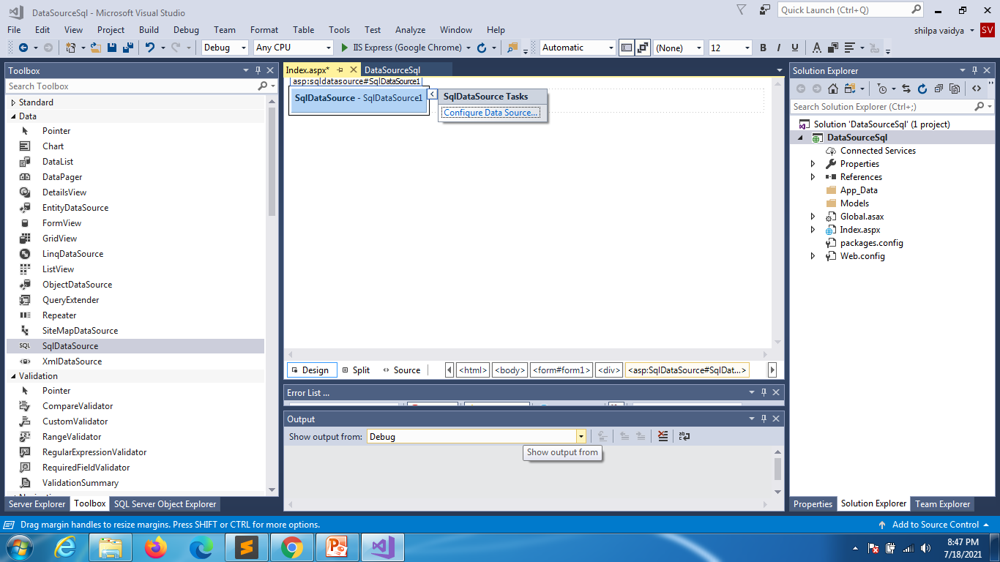 DataSourceSql - Microsoft Visual Studio
Quick Launch (Ctrl+Q)
File Edit View Project Build Debug Team Format Table Tools Test Analyze Window Help
shilpa vaidya SV
Debug Any CPU IIS Express (Google Chrome) Automatic (None) 12 B I U A
Toolbox
Search Toolbox
Standard
Data
Pointer
Chart
DataList
DataPager
DetailsView
EntityDataSource
FormView
GridView
LinqDataSource
ListView
ObjectDataSource
QueryExtender
Repeater
SiteMapDataSource
SQL SqlDataSource
XmlDataSource
Validation
Pointer
CompareValidator
CustomValidator
RangeValidator
RegularExpressionValidator
RequiredFieldValidator
ValidationSummary
Server Explorer Toolbox SQL Server Object Explorer
Index.aspx* DataSourceSql
asp:sqldatasource#SqlDataSource1
SqlDataSource - SqlDataSource1
SqlDataSource Tasks
Configure Data Source...
Design Split Source <html> <body> <form#form1> <div> <asp:SqlDataSource#SqlDat...>
Error List ...
Output
Show output from: Debug
Show output from
Solution Explorer
Search Solution Explorer (Ctrl+;)
Solution 'DataSourceSql' (1 project)
DataSourceSql
Connected Services
Properties
References
App_Data
Models
Global.asax
Index.aspx
packages.config
Web.config
Properties Solution Explorer Team Explorer
Drag margin handles to resize margins. Press SHIFT or CTRL for more options.
Add to Source Control
8:47 PM
7/18/2021